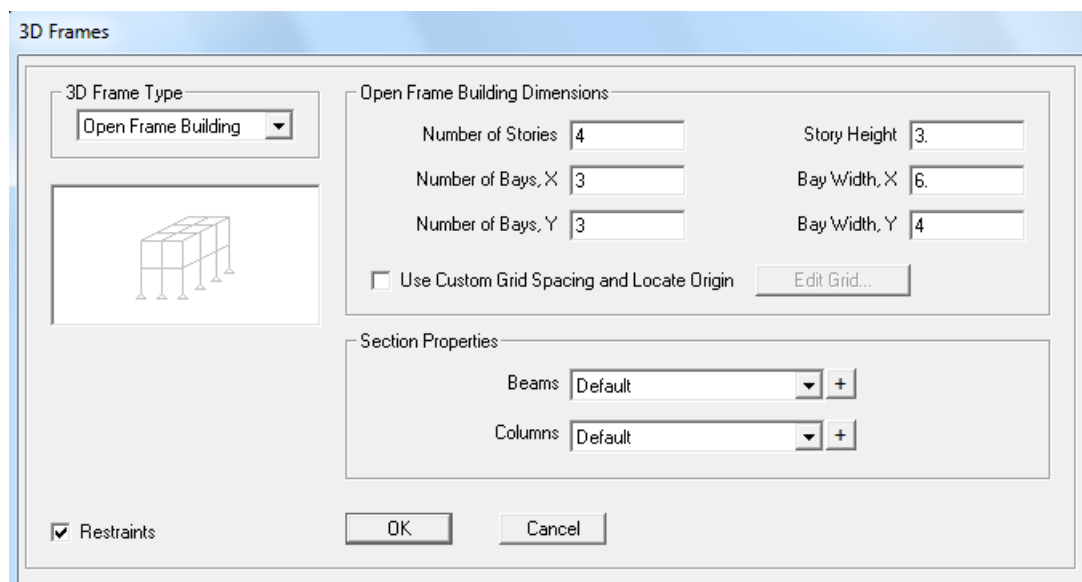 3D Frames
3D Frame Type
Open Frame Building
Open Frame Building Dimensions
Number of Stories 4 Story Height 3.
Number of Bays, X 3 Bay Width, X 6.
Number of Bays, Y 3 Bay Width, Y 4
Use Custom Grid Spacing and Locate Origin Edit Grid...
Section Properties
Beams Default +
Columns Default +
Restraints OK Cancel